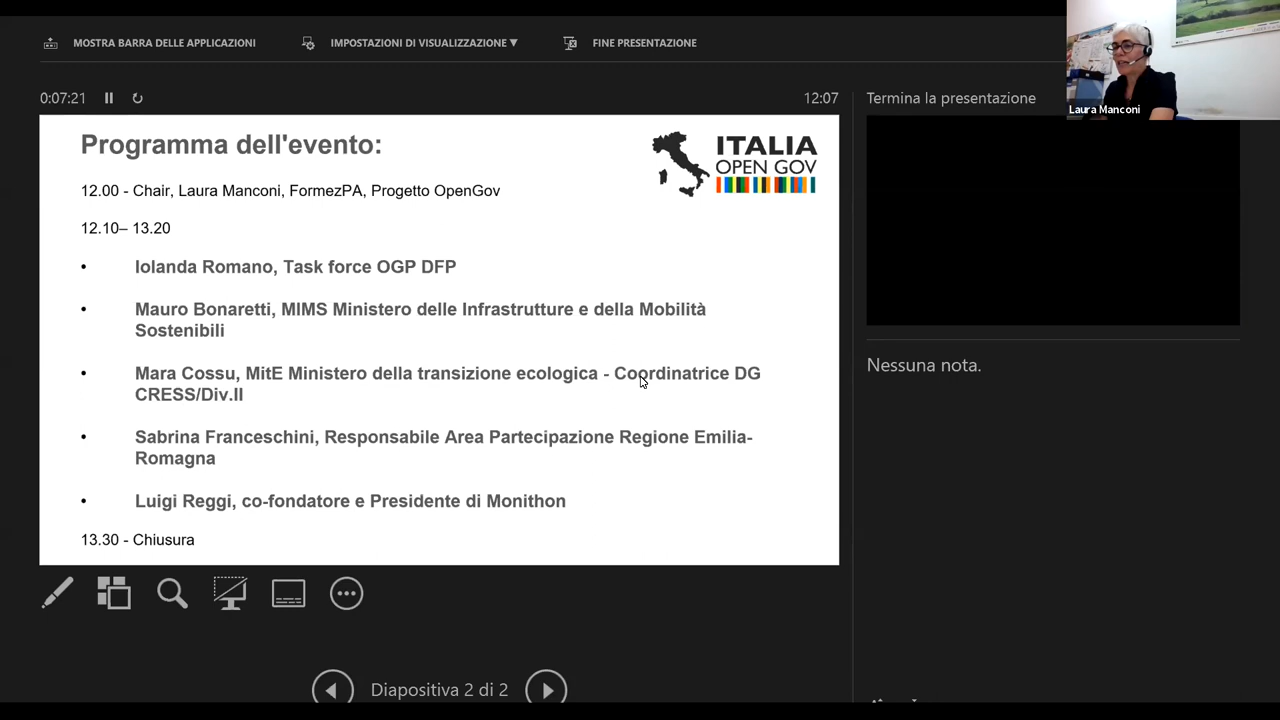 MOSTRA BARRA DELLE APPLICAZIONI
IMPOSTAZIONI DI VISUALIZZAZIONE ▼
FINE PRESENTAZIONE
Laura Manconi
0:07:21
12:07
Termina la presentazione
Programma dell'evento:
ITALIA
OPEN GOV
12.00 - Chair, Laura Manconi, FormezPA, Progetto OpenGov
12.10– 13.20
• Iolanda Romano, Task force OGP DFP
• Mauro Bonaretti, MIMS Ministero delle Infrastrutture e della Mobilità
Sostenibili
• Mara Cossu, MitE Ministero della transizione ecologica - Coordinatrice DG
CRESS/Div.II
• Sabrina Franceschini, Responsabile Area Partecipazione Regione Emilia-
Romagna
• Luigi Reggi, co-fondatore e Presidente di Monithon
13.30 - Chiusura
Nessuna nota.
Diapositiva 2 di 2